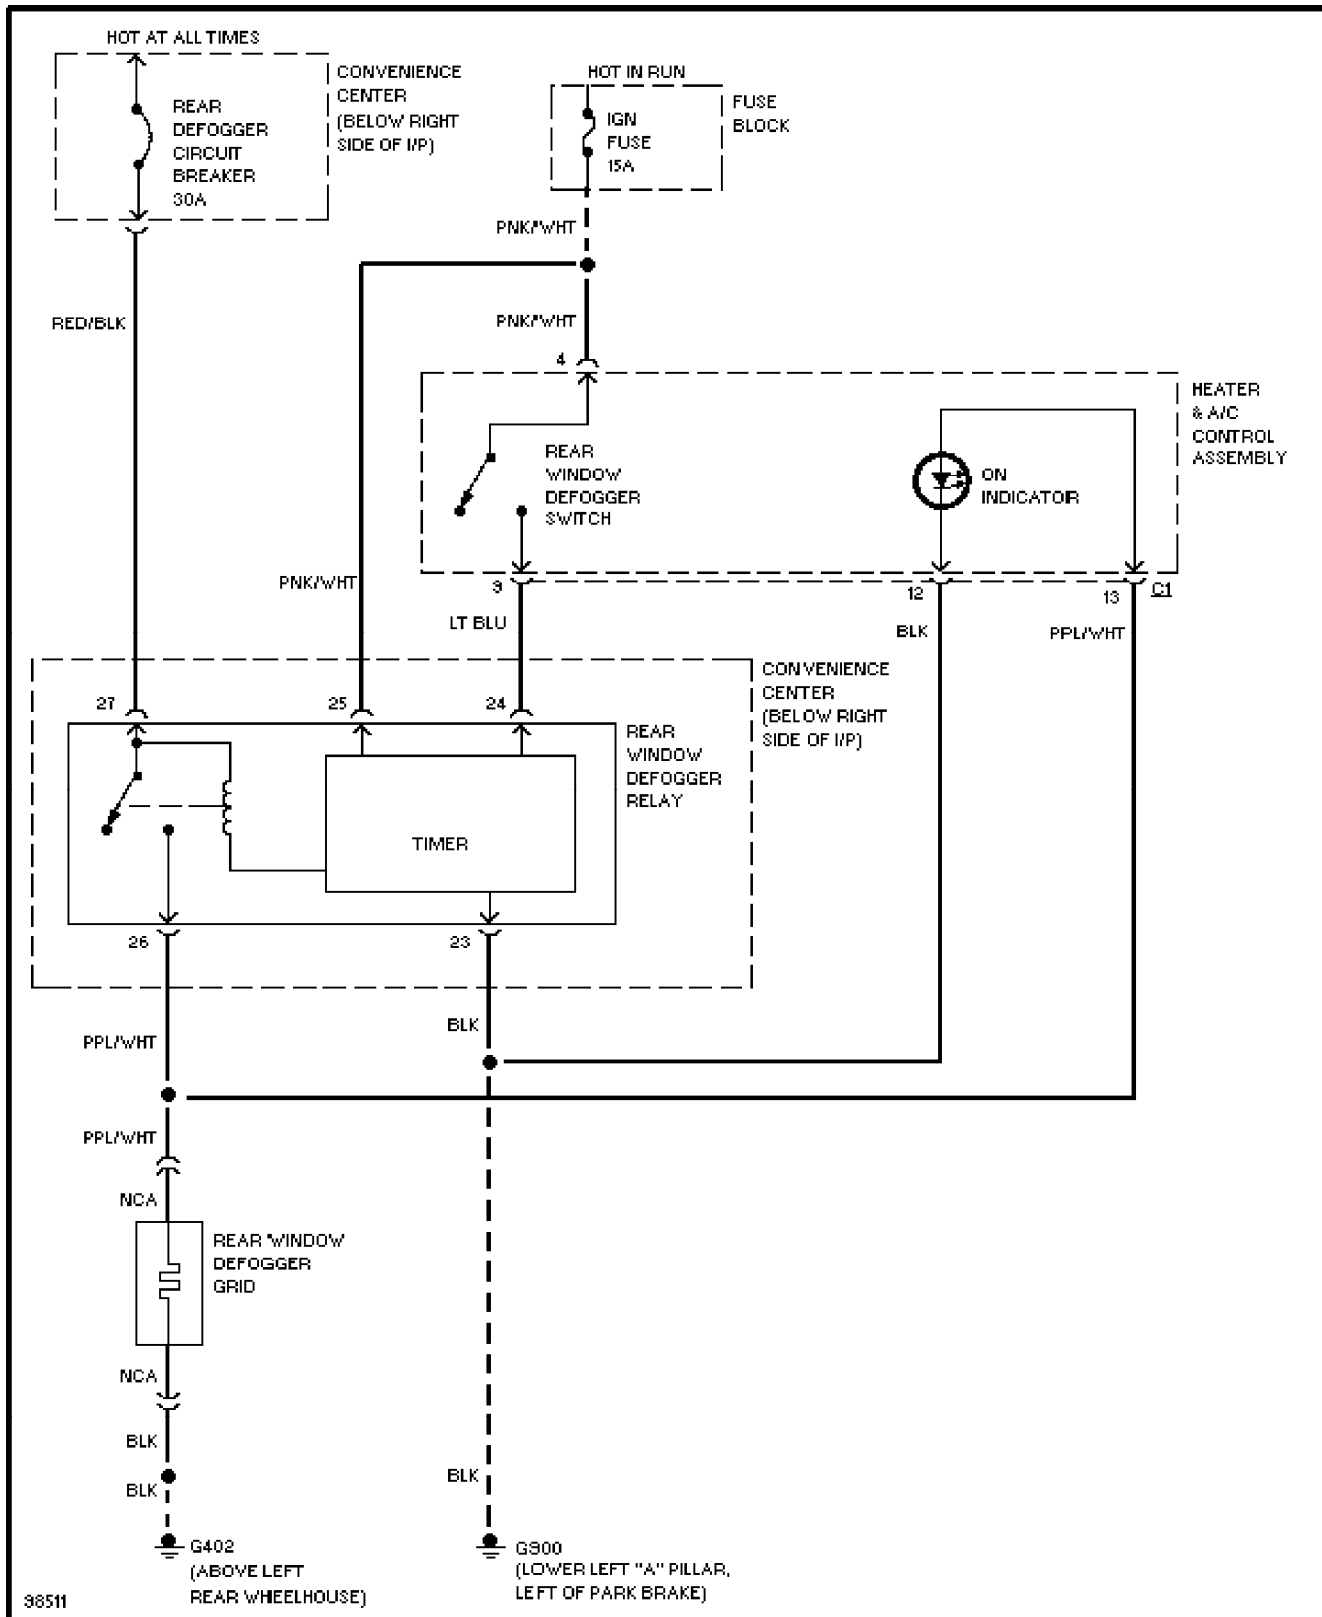 HOT AT ALL TIMES
REAR
DEFOGGER
CIRCUIT
BREAKER
30A
CONVENIENCE
CENTER
(BELOW RIGHT
SIDE OF I/P)
HOT IN RUN
IGN
FUSE
15A
FUSE
BLOCK
PNK/WHT
RED/BLK
PNK/WHT
4
HEATER
& A/C
CONTROL
ASSEMBLY
REAR
WINDOW
DEFOGGER
SWITCH
ON
INDICATOR
PNK/WHT
9
12
13
C1
LT BLU
BLK
PPL/WHT
CONVENIENCE
CENTER
(BELOW RIGHT
SIDE OF I/P)
27
25
24
REAR
WINDOW
DEFOGGER
RELAY
TIMER
26
23
BLK
PPL/WHT
PPL/WHT
NCA
REAR WINDOW
DEFOGGER
GRID
NCA
BLK
BLK
BLK
G402
(ABOVE LEFT
REAR WHEELHOUSE)
G300
(LOWER LEFT "A" PILLAR,
LEFT OF PARK BRAKE)
98511